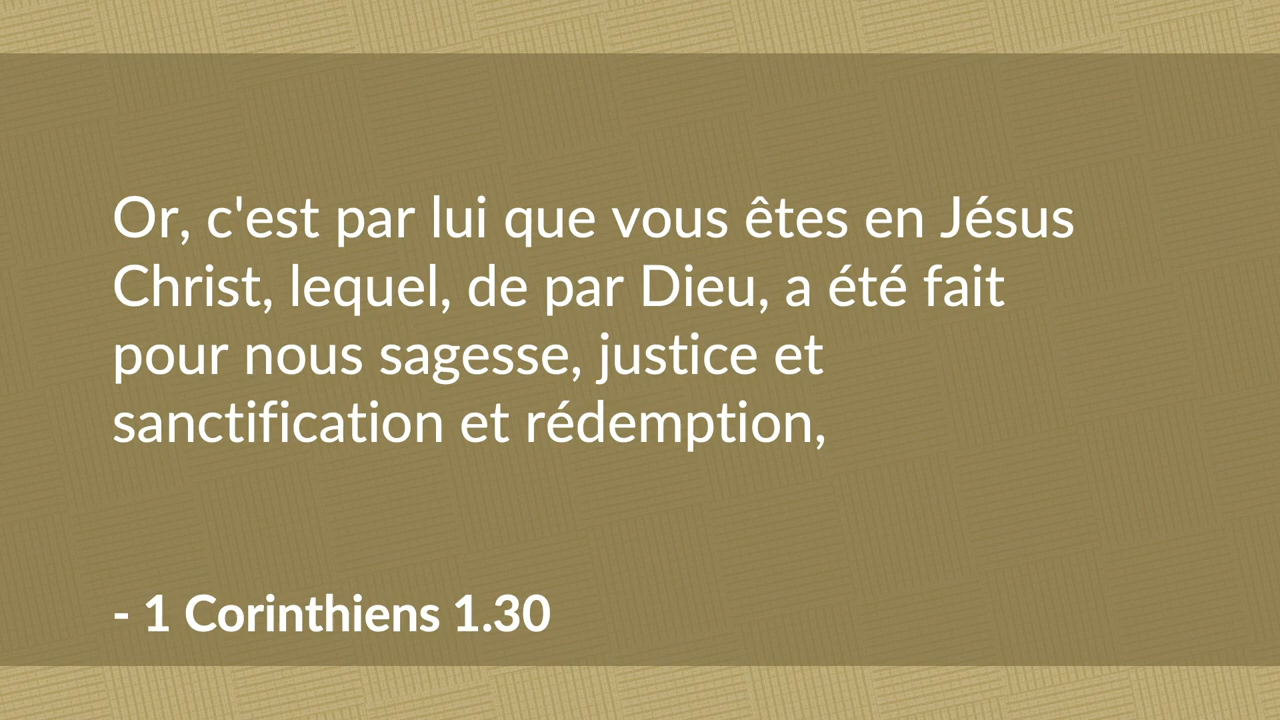 Or, c'est par lui que vous êtes en Jésus
Christ, lequel, de par Dieu, a été fait
pour nous sagesse, justice et
sanctification et rédemption,
- 1 Corinthiens 1.30